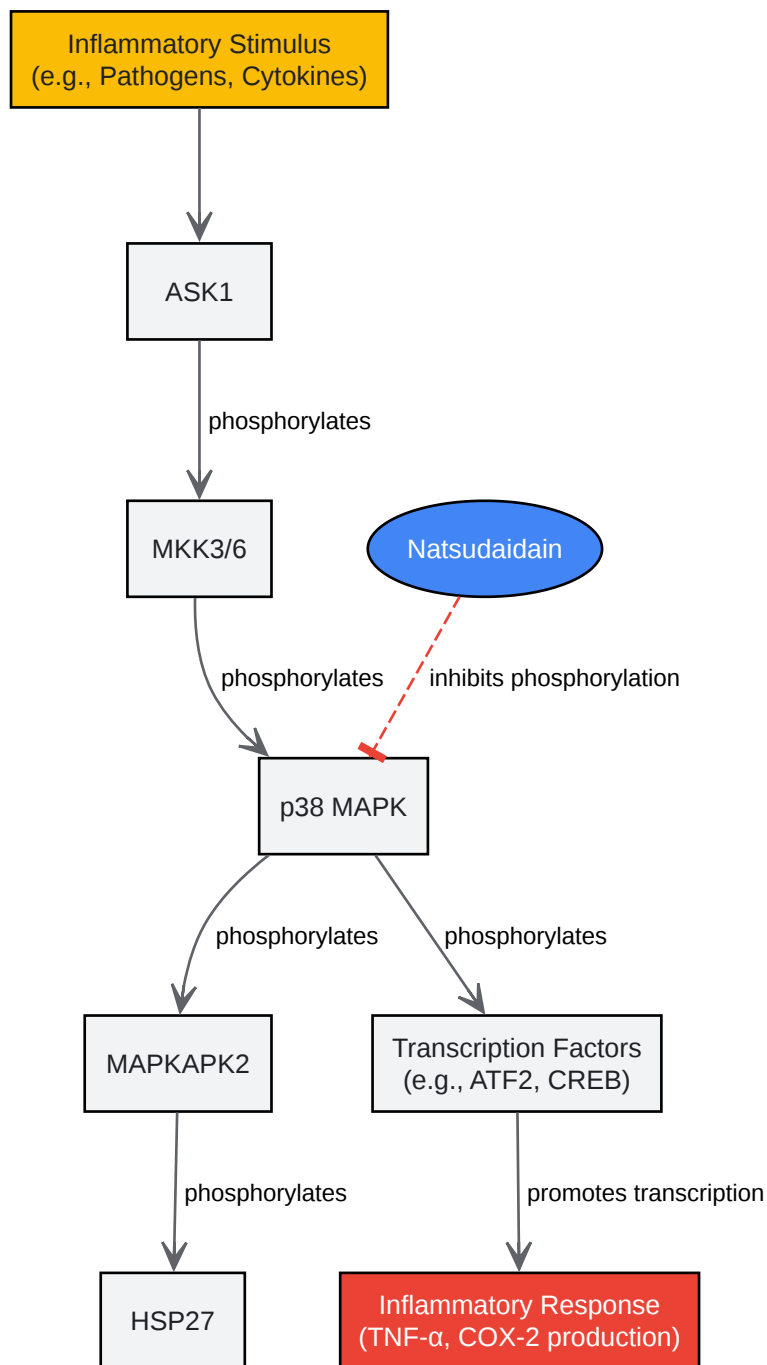 Inflammatory Stimulus
(e.g., Pathogens, Cytokines)
ASK1
phosphorylates
MKK3/6
Natsudaidain
phosphorylates
inhibits phosphorylation
p38 MAPK
phosphorylates
phosphorylates
MAPKAPK2
Transcription Factors
(e.g., ATF2, CREB)
phosphorylates
promotes transcription
HSP27
Inflammatory Response
(TNF-α, COX-2 production)